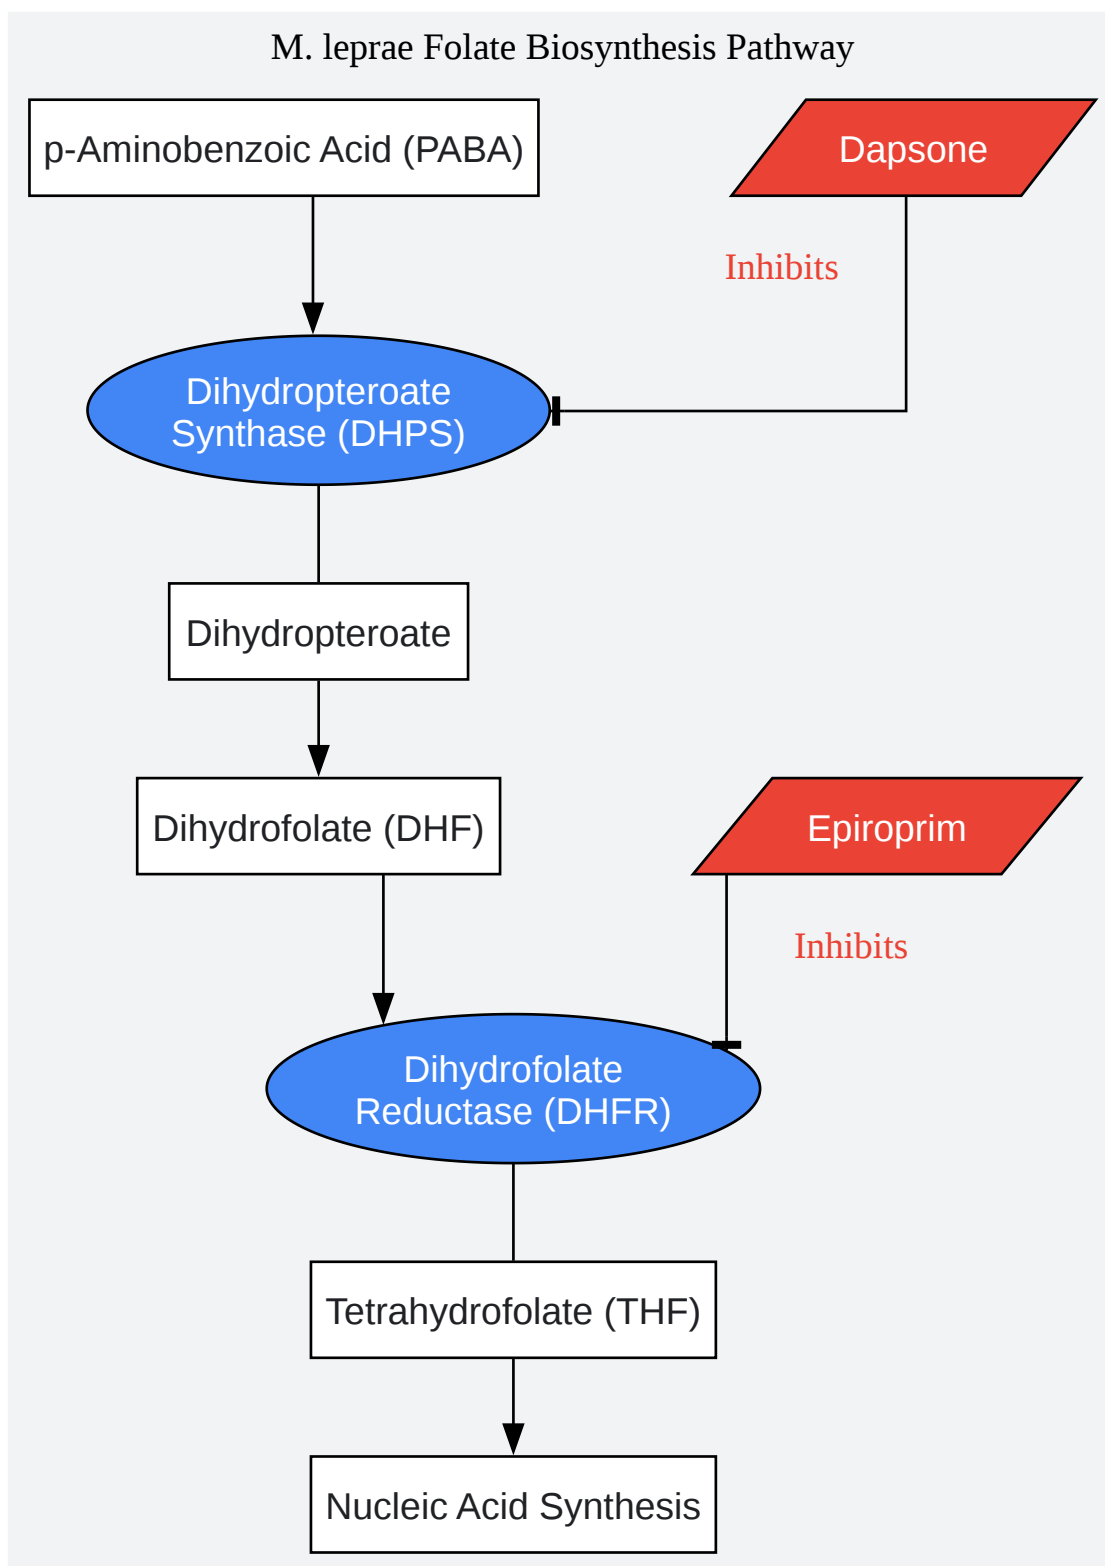 M. leprae Folate Biosynthesis Pathway
p-Aminobenzoic Acid (PABA)
Dapsone
Inhibits
Dihydropteroate
Synthase (DHPS)
Dihydropteroate
Dihydrofolate (DHF)
Epiroprim
Inhibits
Dihydrofolate
Reductase (DHFR)
Tetrahydrofolate (THF)
Nucleic Acid Synthesis